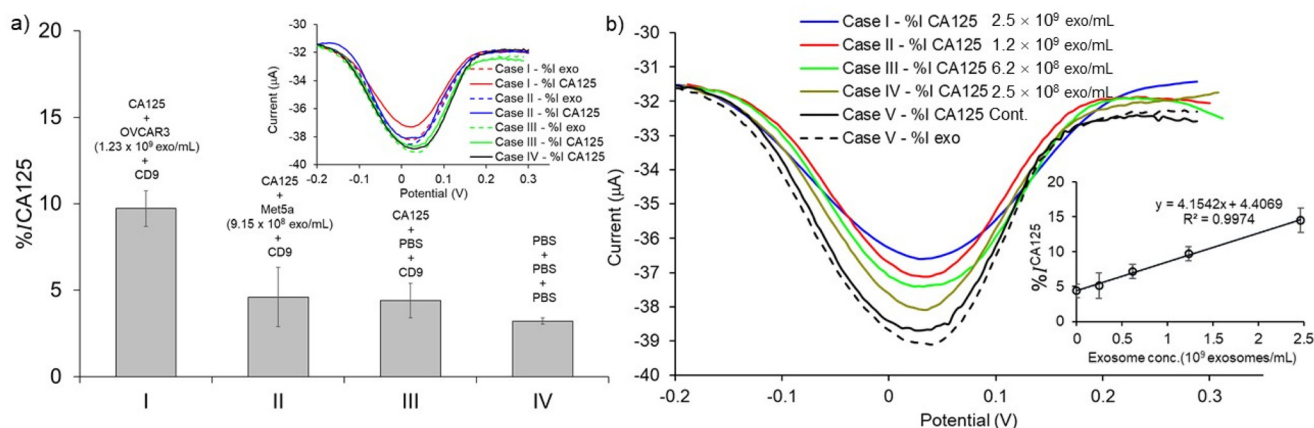 a)
%ICA125
20
15
10
5
0
CA125
+
OVCAR3
(1.23 x 10⁹ exo/mL)
+
CD9
CA125
+
Met5a
(9.15 x 10⁸ exo/mL)
+
CD9
CA125
+
PBS
+
CD9
PBS
+
PBS
+
PBS
I
II
III
IV
Current (µA)
-32
-34
-36
-38
-40
-0.2 -0.1 0 0.1 0.2 0.3
Potential (V)
Case I - %I exo
Case I - %I CA125
Case II - %I exo
Case II - %I CA125
Case III - %I exo
Case III - %I CA125
Case IV - %I CA125
b)
Current (µA)
-30
-31
-32
-33
-34
-35
-36
-37
-38
-39
-40
-0.2 -0.1 0 0.1 0.2 0.3
Potential (V)
Case I - %I CA125 2.5 × 10⁹ exo/mL
Case II - %I CA125 1.2 × 10⁹ exo/mL
Case III - %I CA125 6.2 × 10⁸ exo/mL
Case IV - %I CA125 2.5 × 10⁸ exo/mL
Case V - %I CA125 Cont.
Case V - %I exo
%I CA125
20
15
10
5
0
y = 4.1542x + 4.4069
R² = 0.9974
0 0.5 1 1.5 2 2.5
Exosome conc.(10⁹ exosomes/mL)